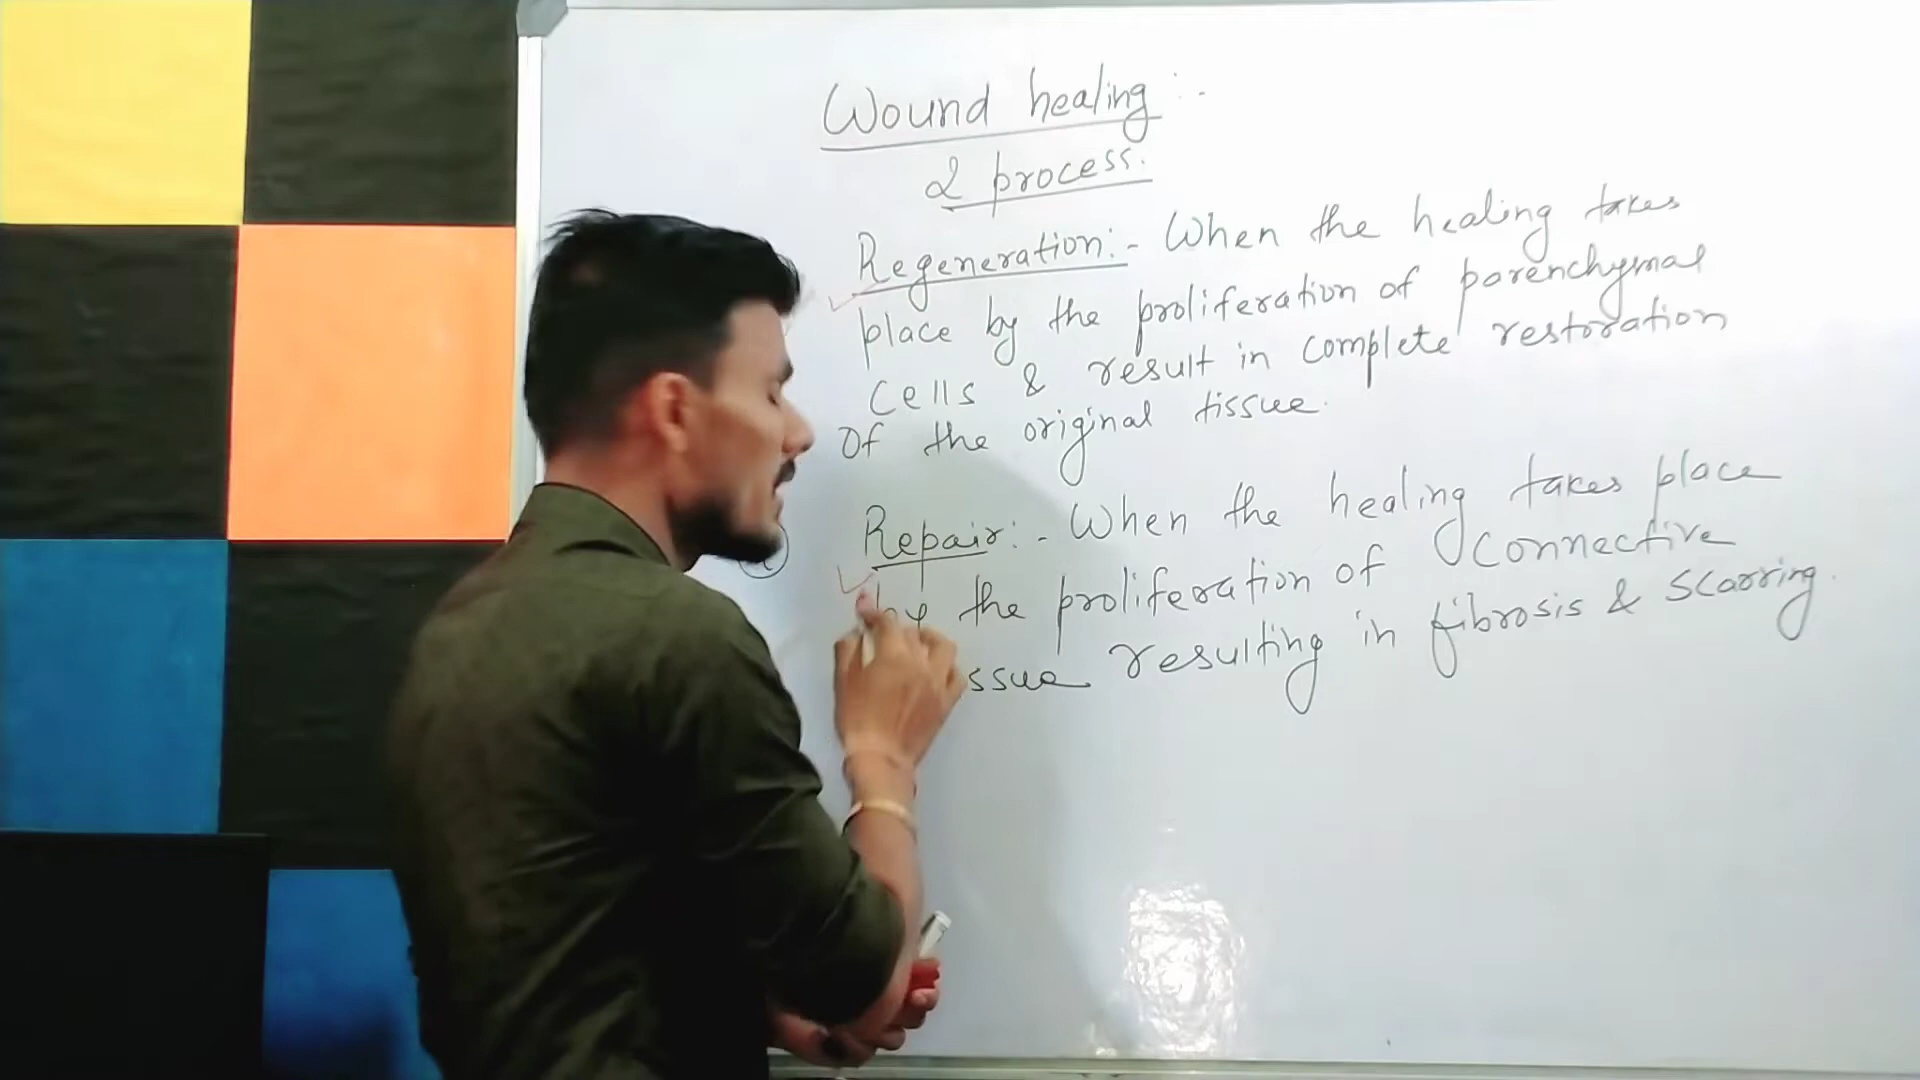 Wound healing :-
2 process.
Regeneration :- When the healing takes
place by the proliferation of parenchymal
cells & result in complete restoration
of the original tissue.
Repair :- When the healing takes place
by the proliferation of connective
ssue resulting in fibrosis & scarring.